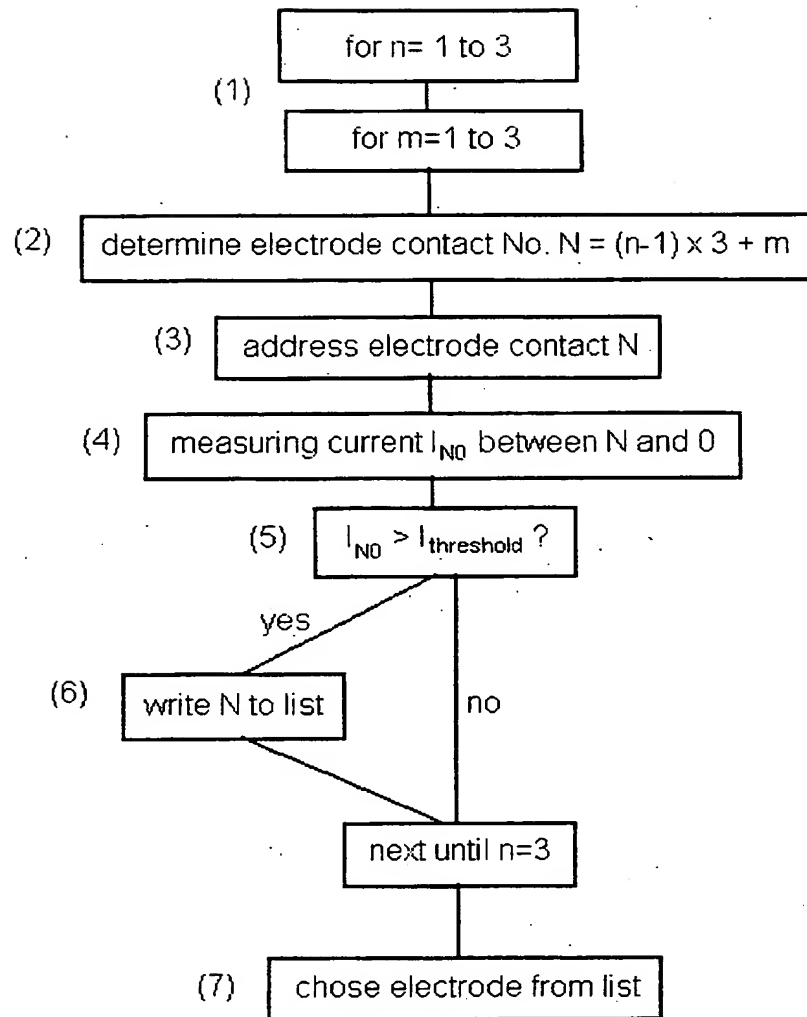 for n= 1 to 3
(1)
for m=1 to 3
(2) determine electrode contact No. N = (n-1) x 3 + m
(3) address electrode contact N
(4) measuring current I_N0 between N and 0
(5) I_N0 > I_threshold ?
yes
(6) write N to list
no
next until n=3
(7) chose electrode from list